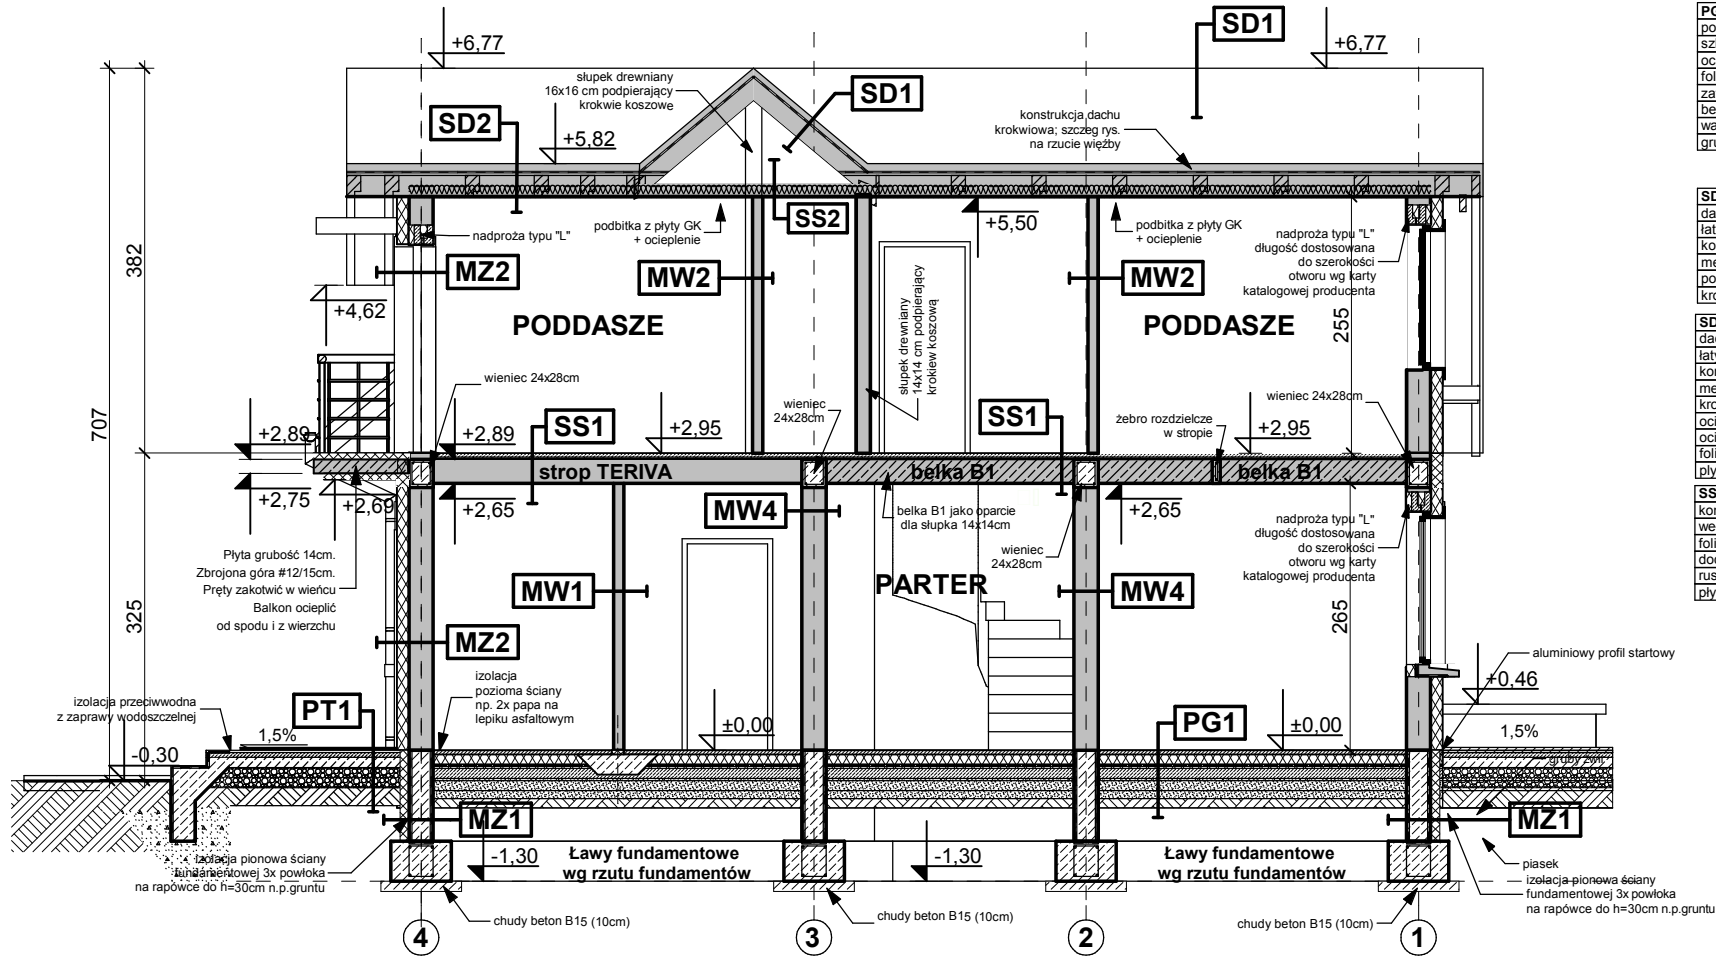 +6,77
SD1
+6,77
słupek drewniany
16x16 cm podpierający
krokwie koszowe
SD1
SD2
+5,82
konstrukcja dachu
krokwiowa; szczeg rys.
na rzucie więźby
SS2
+5,50
nadproża typu "L"
podbitka z płyty GK
+ ocieplenie
podbitka z płyty GK
+ ocieplenie
nadproża typu "L"
długość dostosowana
do szerokości
otworu wg karty
katalogowej producenta
MZ2
MW2
MW2
+4,62
PODDASZE
PODDASZE
słupek drewniany
14x14 cm podpierający
krokiew koszową
382
255
707
wieniec 24x28cm
wieniec
24x28cm
wieniec 24x28cm
SS1
SS1
żebro rozdzielcze
w stropie
+2,89
+2,89
+2,95
+2,95
strop TERIVA
belka B1
belka B1
+2,75
+2,69
+2,65
MW4
belka B1 jako oparcie
dla słupka 14x14cm
+2,65
nadproża typu "L"
długość dostosowana
do szerokości
otworu wg karty
katalogowej producenta
wieniec
24x28cm
Płyta grubość 14cm.
Zbrojona góra #12/15cm.
Pręty zakotwić w wieńcu
Balkon ocieplić
od spodu i z wierzchu
MW1
PARTER
MW4
325
265
MZ2
aluminiowy profil startowy
izolacja
pozioma ściany
np. 2x papa na
lepiku asfaltowym
+0,46
izolacja przeciwwodna
z zaprawy wodoszczelnej
PT1
PG1
1,5%
±0,00
±0,00
1,5%
-0,30
gruby żwir
MZ1
MZ1
izolacja pionowa ściany
fundamentowej 3x powłoka
na rapówce do h=30cm n.p.gruntu
-1,30
Ławy fundamentowe
wg rzutu fundamentów
-1,30
Ławy fundamentowe
wg rzutu fundamentów
piasek
izolacja pionowa ściany
fundamentowej 3x powłoka
na rapówce do h=30cm n.p.gruntu
chudy beton B15 (10cm)
chudy beton B15 (10cm)
chudy beton B15 (10cm)
4
3
2
1